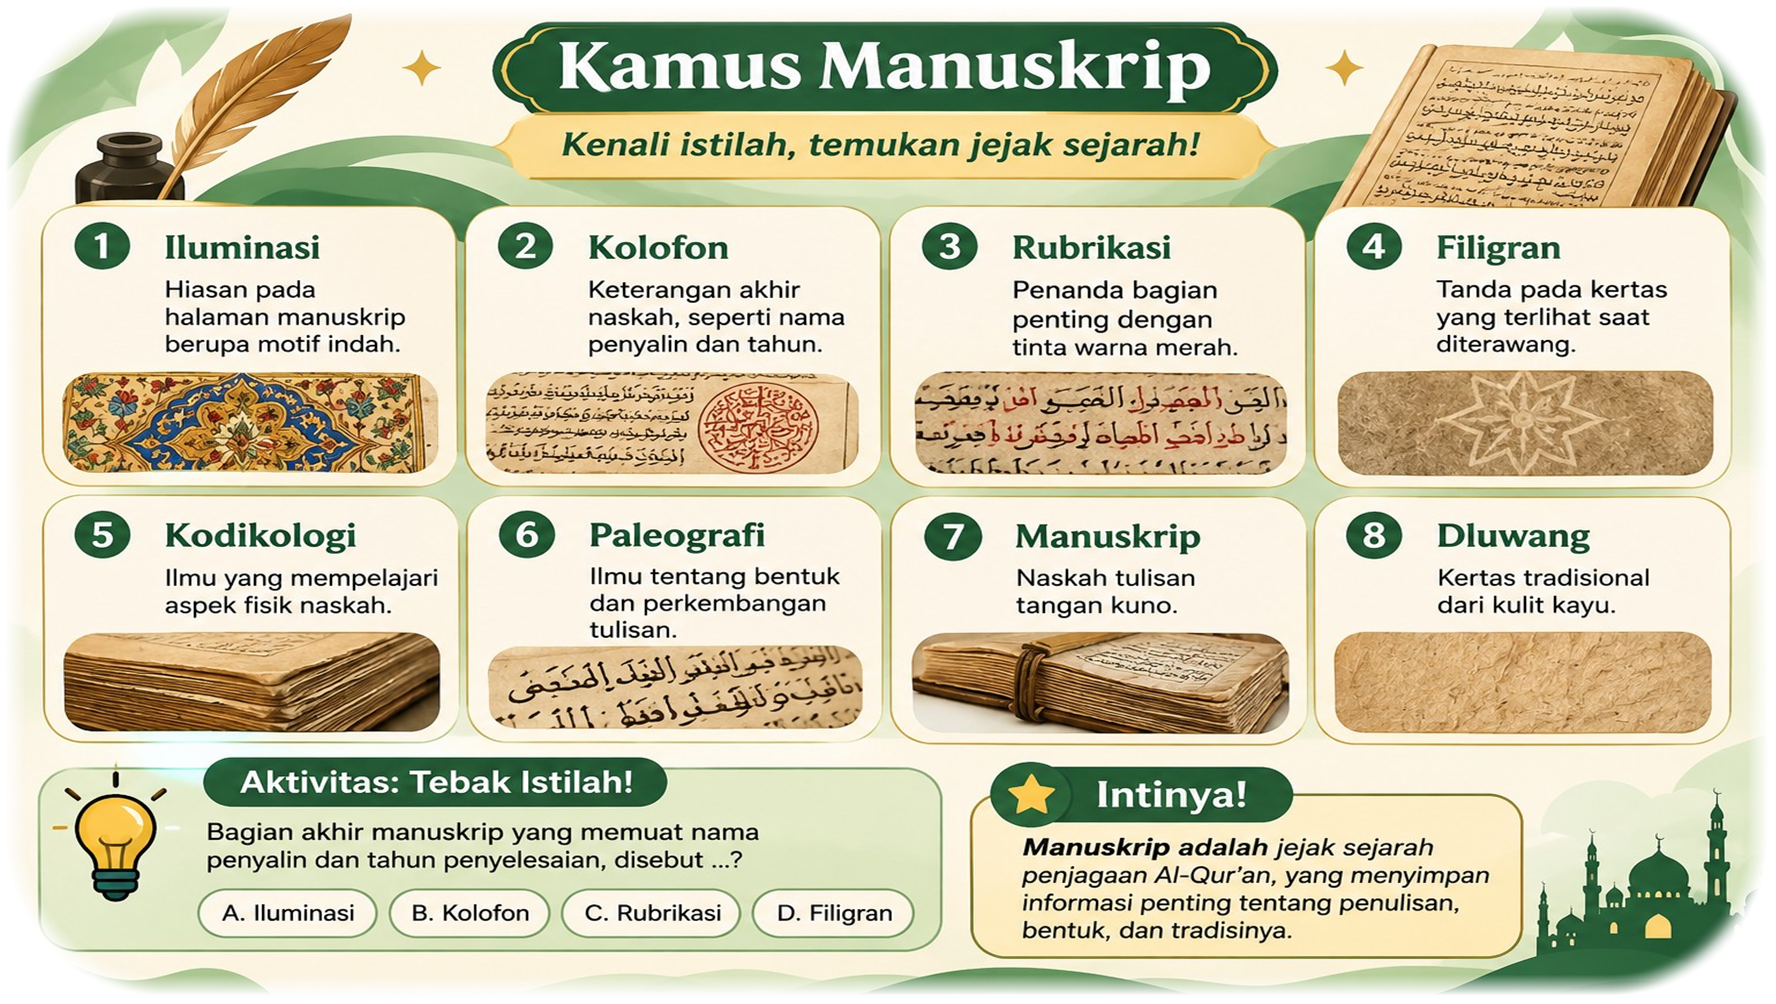 Kamus Manuskrip
Kenali istilah, temukan jejak sejarah!
1 Iluminasi
Hiasan pada
halaman manuskrip
berupa motif indah.
2 Kolofon
Keterangan akhir
naskah, seperti nama
penyalin dan tahun.
3 Rubrikasi
Penanda bagian
penting dengan
tinta warna merah.
4 Filigran
Tanda pada kertas
yang terlihat saat
diterawang.
5 Kodikologi
Ilmu yang mempelajari
aspek fisik naskah.
6 Paleografi
Ilmu tentang bentuk
dan perkembangan
tulisan.
7 Manuskrip
Naskah tulisan
tangan kuno.
8 Dluwang
Kertas tradisional
dari kulit kayu.
Aktivitas: Tebak Istilah!
Bagian akhir manuskrip yang memuat nama
penyalin dan tahun penyelesaian, disebut ...?
A. Iluminasi
B. Kolofon
C. Rubrikasi
D. Filigran
Intinya!
Manuskrip adalah jejak sejarah
penjagaan Al-Qur'an, yang menyimpan
informasi penting tentang penulisan,
bentuk, dan tradisinya.